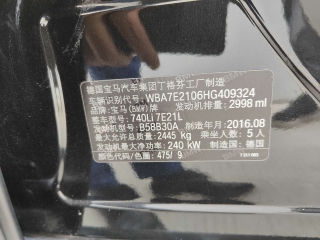 德国宝马汽车集团丁格芬工厂制造
车辆识别代号: WBA7E2106HG409324
品牌: 宝马 (BMW) 牌 发动机排量: 2998 ml
整车型号: 740Li 7E21L
发动机型号: B58B30A 制造年月: 2016.08
最大允许总质量: 2445 kg 乘坐人数: 5 人
发动机最大净功率: 240 kW 制造国: 德国
颜色代码/色图: 475/ 9